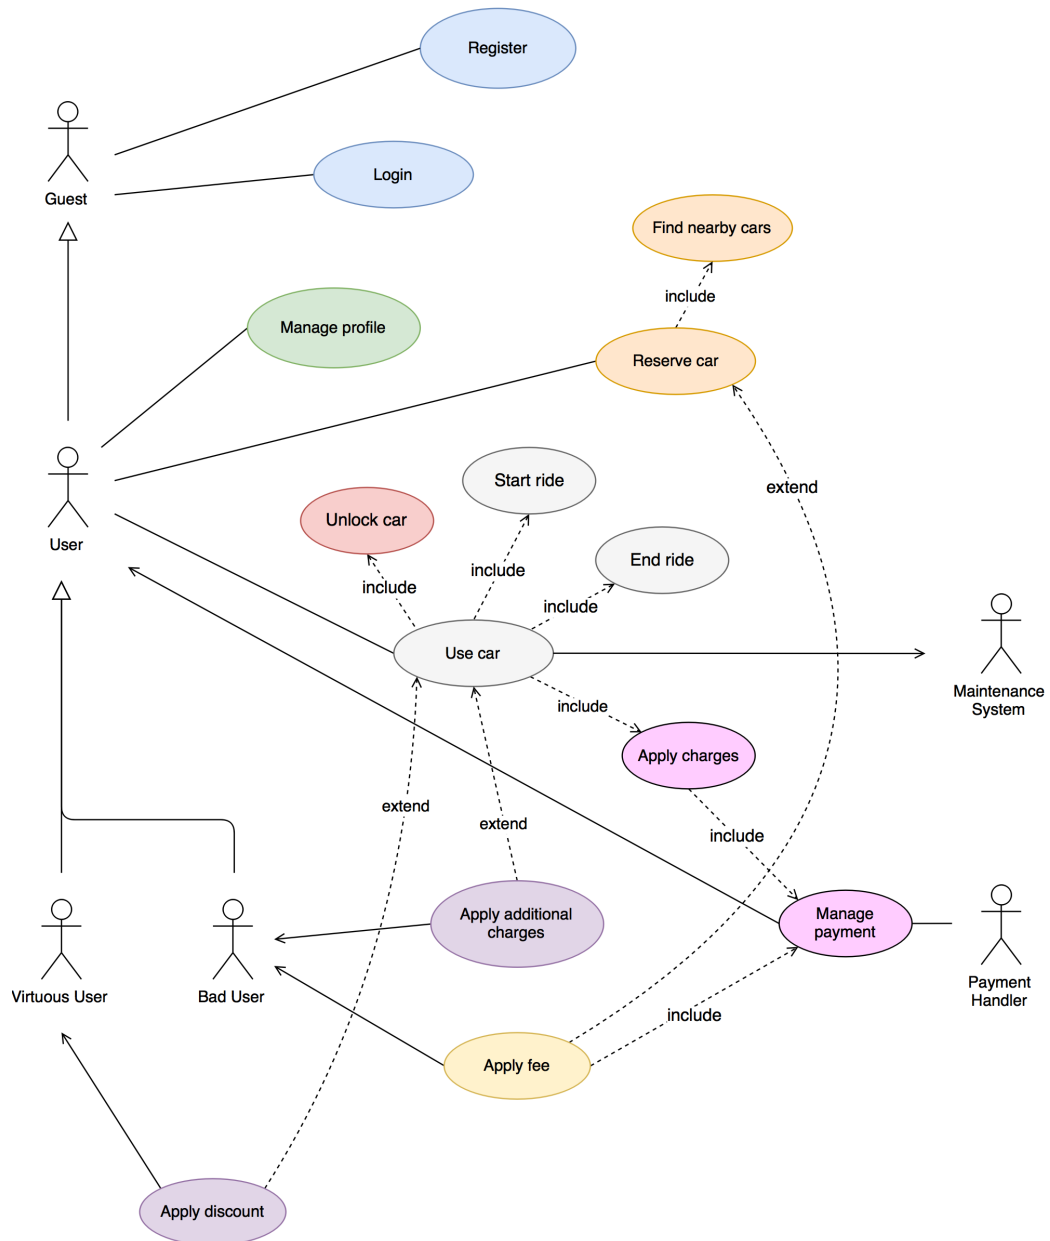 Register
Guest
Login
Find nearby cars
include
Manage profile
Reserve car
User
Unlock car
Start ride
extend
include
include
End ride
include
Use car
Maintenance
System
include
Apply charges
extend
extend
include
Apply additional
charges
Manage
payment
Virtuous User
Bad User
Payment
Handler
include
Apply fee
Apply discount